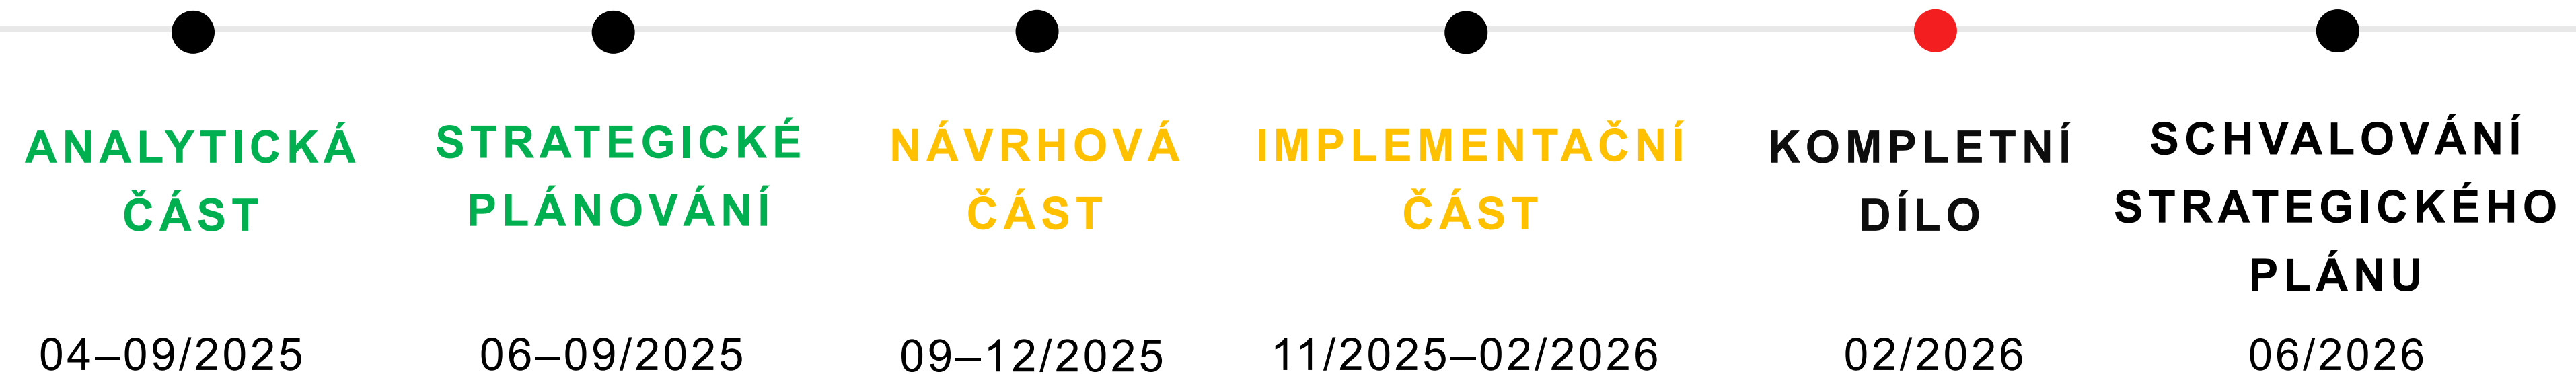 ANALYTICKÁ
ČÁST
04–09/2025
STRATEGICKÉ
PLÁNOVÁNÍ
06–09/2025
NÁVRHOVÁ
ČÁST
09–12/2025
IMPLEMENTAČNÍ
ČÁST
11/2025–02/2026
KOMPLETNÍ
DÍLO
02/2026
SCHVALOVÁNÍ
STRATEGICKÉHO
PLÁNU
06/2026